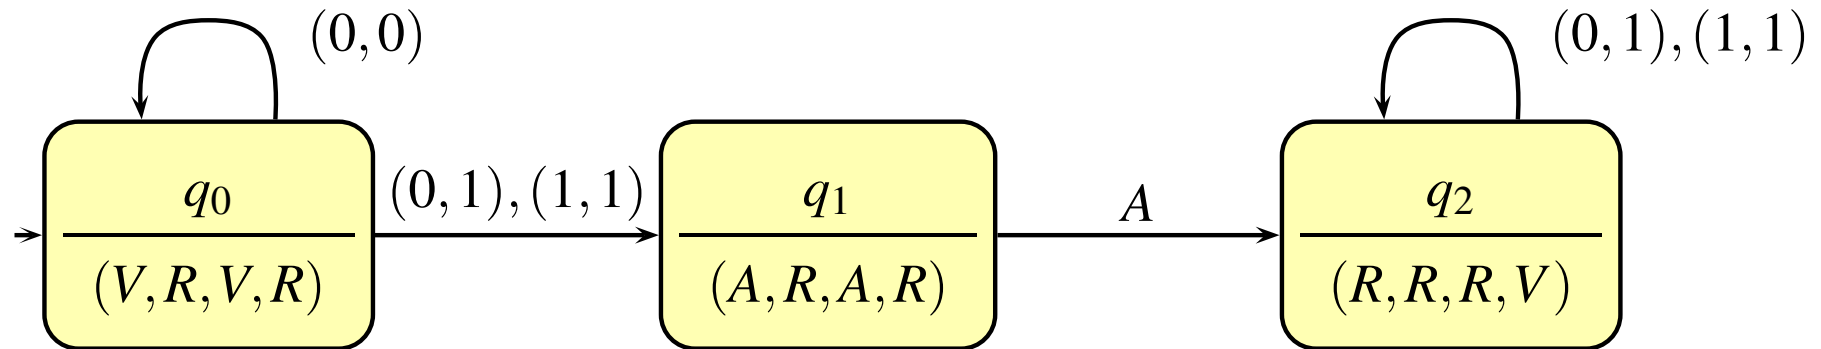 (0,0)
(0,1),(1,1)
q0
(0,1),(1,1)
q1
A
q2
(V,R,V,R)
(A,R,A,R)
(R,R,R,V)